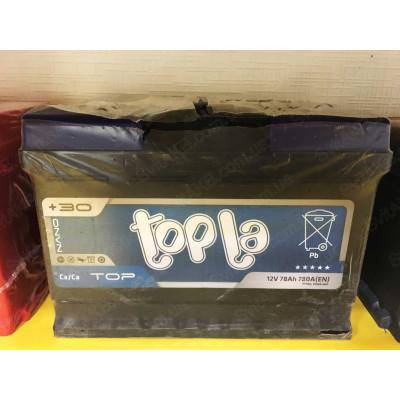 +30
topla
Pb
Ca/Ca TOP
12V 78Ah 780A(EN)